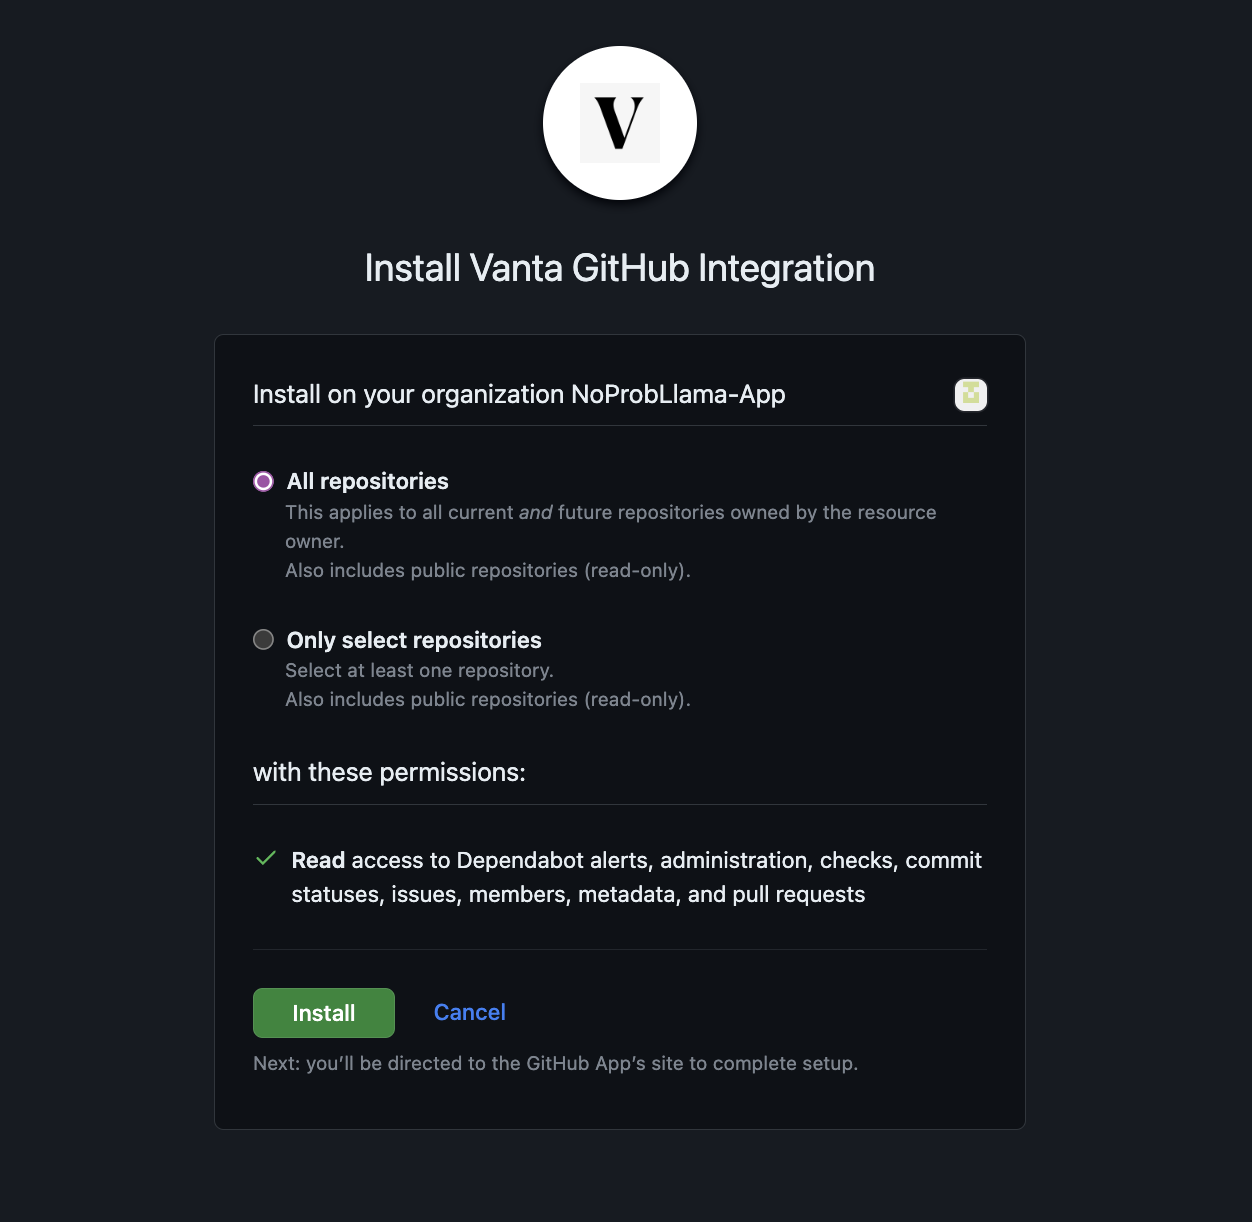 V
Install Vanta GitHub Integration
Install on your organization NoProbLlama-App
All repositories
This applies to all current and future repositories owned by the resource
owner.
Also includes public repositories (read-only).
Only select repositories
Select at least one repository.
Also includes public repositories (read-only).
with these permissions:
Read access to Dependabot alerts, administration, checks, commit
statuses, issues, members, metadata, and pull requests
Install Cancel
Next: you’ll be directed to the GitHub App’s site to complete setup.